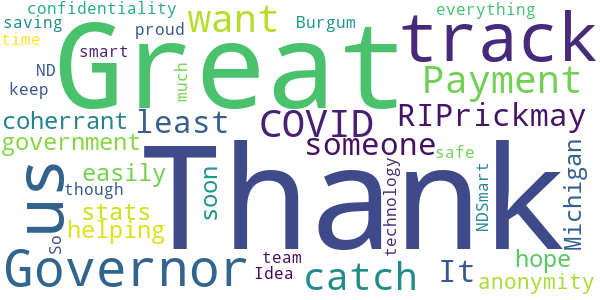 confidentiality
saving
time
smart
proud
Burgum
everything
want
track
Great
ND
keep
much
Payment
coherrant
least
COVID
RIPrickmay
government
someone
Thank
us
easily
though
soon
technology
safe
NDSmart
Michigan
stats
helping
So
Governor
team
Idea
catch
It
hope
anonymity